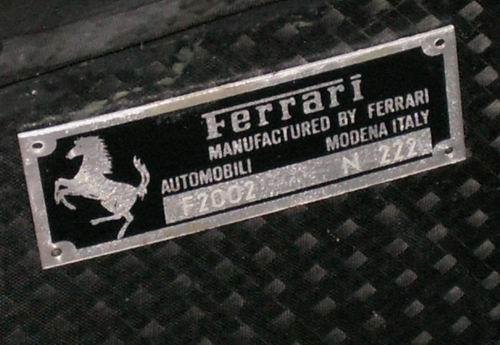 Ferrari
MANUFACTURED BY FERRARI
AUTOMOBILI MODENA ITALY
F2002 N 222